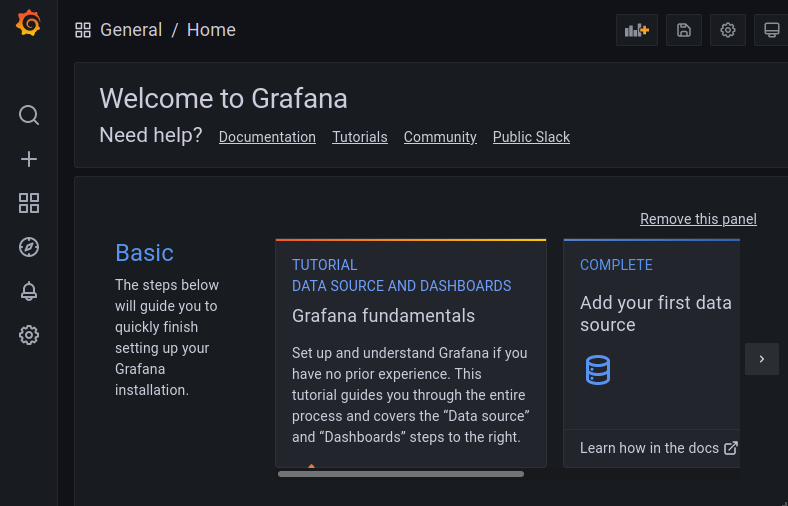 General / Home
Welcome to Grafana
Need help? Documentation Tutorials Community Public Slack
Remove this panel
Basic
The steps below
will guide you to
quickly finish
setting up your
Grafana
installation.
TUTORIAL
DATA SOURCE AND DASHBOARDS
Grafana fundamentals
Set up and understand Grafana if you
have no prior experience. This
tutorial guides you through the entire
process and covers the “Data source”
and “Dashboards” steps to the right.
COMPLETE
Add your first data
source
Learn how in the docs